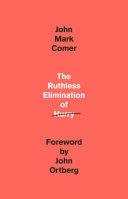 John
Mark
Comer
The
Ruthless
Elimination
of
Hurry
Foreword
by
John
Ortberg